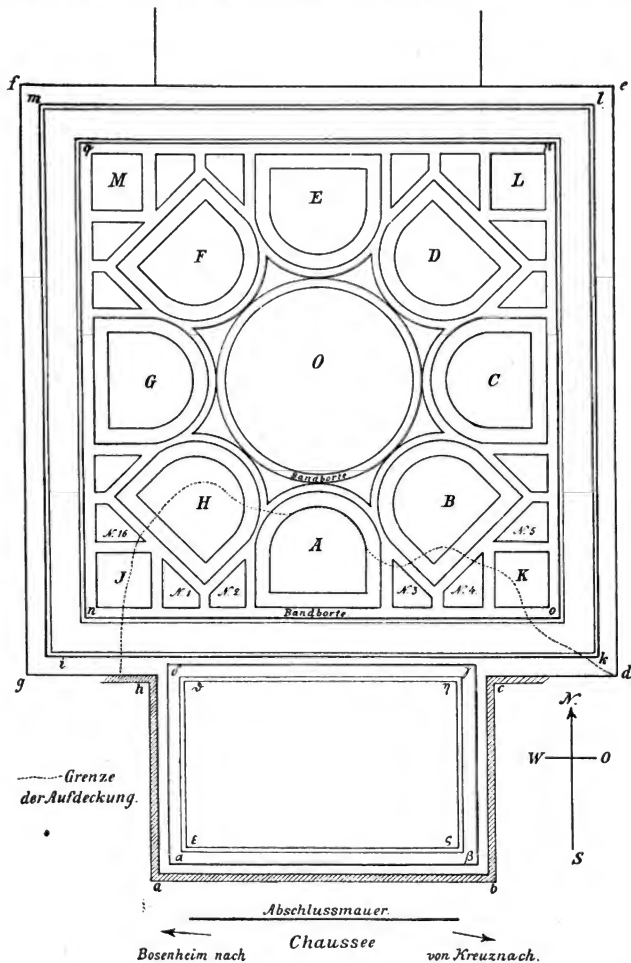 f e
m l
q n
M L
E
F D
G O C
Bandborte
H B
N. 16 N. 5
A
J K
N. 1 N. 2 N. 3 N. 4.
n Bandborte o
i k
g h δ γ c d
ϑ η
N.
W O
S
Grenze
der Aufdeckung.
ε ς
α β
a b
Abschlussmauer.
Chaussee
Bosenheim nach von Kreuznach.